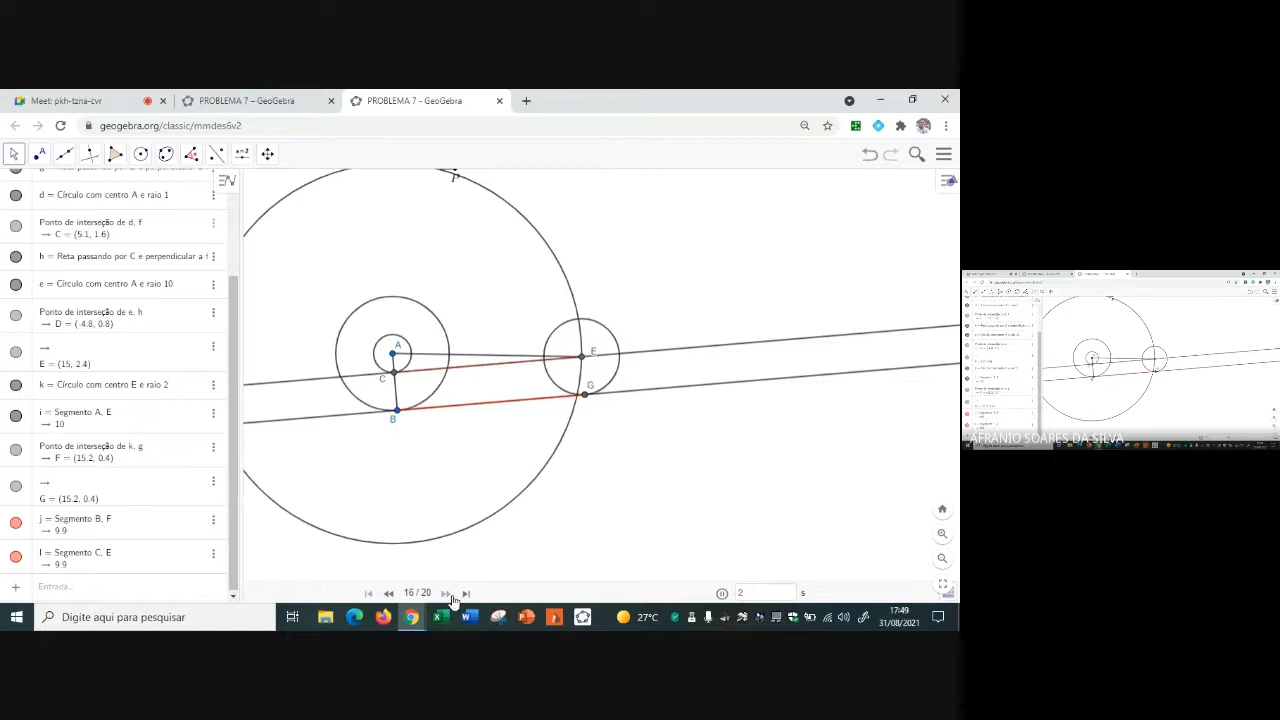 Meet: pkh-tzna-cvr
PROBLEMA 7 – GeoGebra
PROBLEMA 7 - GeoGebra
geogebra.org/classic/mmdes6v2
d = Círculo com centro A e raio 1
Ponto de interseção de d, f
→ C = (5.1, 1.6)
h = Reta passando por C e perpendicular a f
e = Círculo com centro A e raio 10
Ponto de interseção de e, h
→ D = (-4.8, 0.8)
→
E = (15, 2.4)
k = Círculo com centro E e raio 2
i = Segmento A, E
→ 10
Ponto de interseção de k, g
→ F = (15.2, 0.4)
→
G = (15.2, 0.4)
j = Segmento B, F
→ 9.9
l = Segmento C, E
→ 9.9
Entrada...
A
C
B
E
G
P
16 / 20
2
s
Digite aqui para pesquisar
27°C
17:49
31/08/2021
AFRANIO SOARES DA SILVA